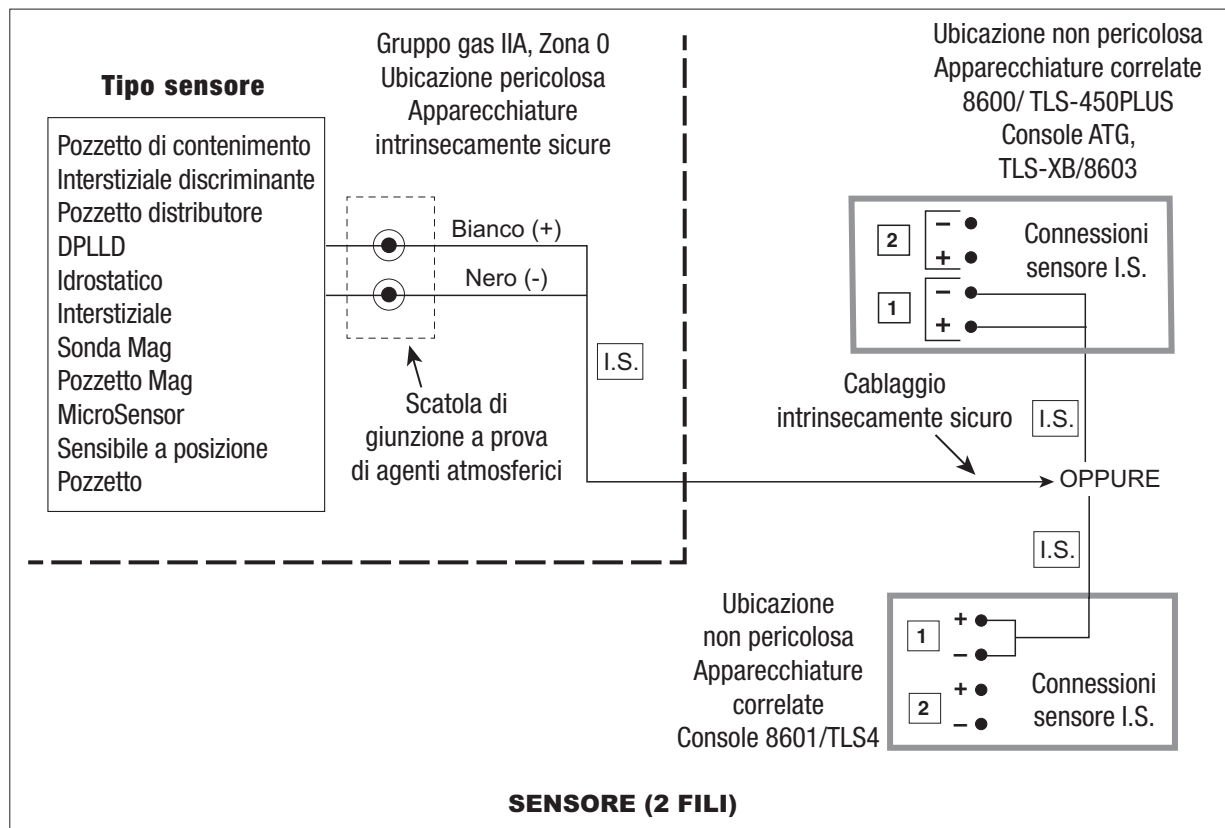 Tipo sensore
Pozzetto di contenimento
Interstiziale discriminante
Pozzetto distributore
DPLLD
Idrostatico
Interstiziale
Sonda Mag
Pozzetto Mag
MicroSensor
Sensibile a posizione
Pozzetto
Gruppo gas IIA, Zona 0
Ubicazione pericolosa
Apparecchiature
intrinsecamente sicure
Bianco (+)
Nero (-)
I.S.
Scatola di
giunzione a prova
di agenti atmosferici
Ubicazione non pericolosa
Apparecchiature correlate
8600/ TLS-450PLUS
Console ATG,
TLS-XB/8603
2
–
+
1
–
+
Connessioni
sensore I.S.
Cablaggio
intrinsecamente sicuro
I.S.
OPPURE
I.S.
Ubicazione
non pericolosa
Apparecchiature
correlate
Console 8601/TLS4
1
+
–
2
+
–
Connessioni
sensore I.S.
SENSORE (2 FILI)